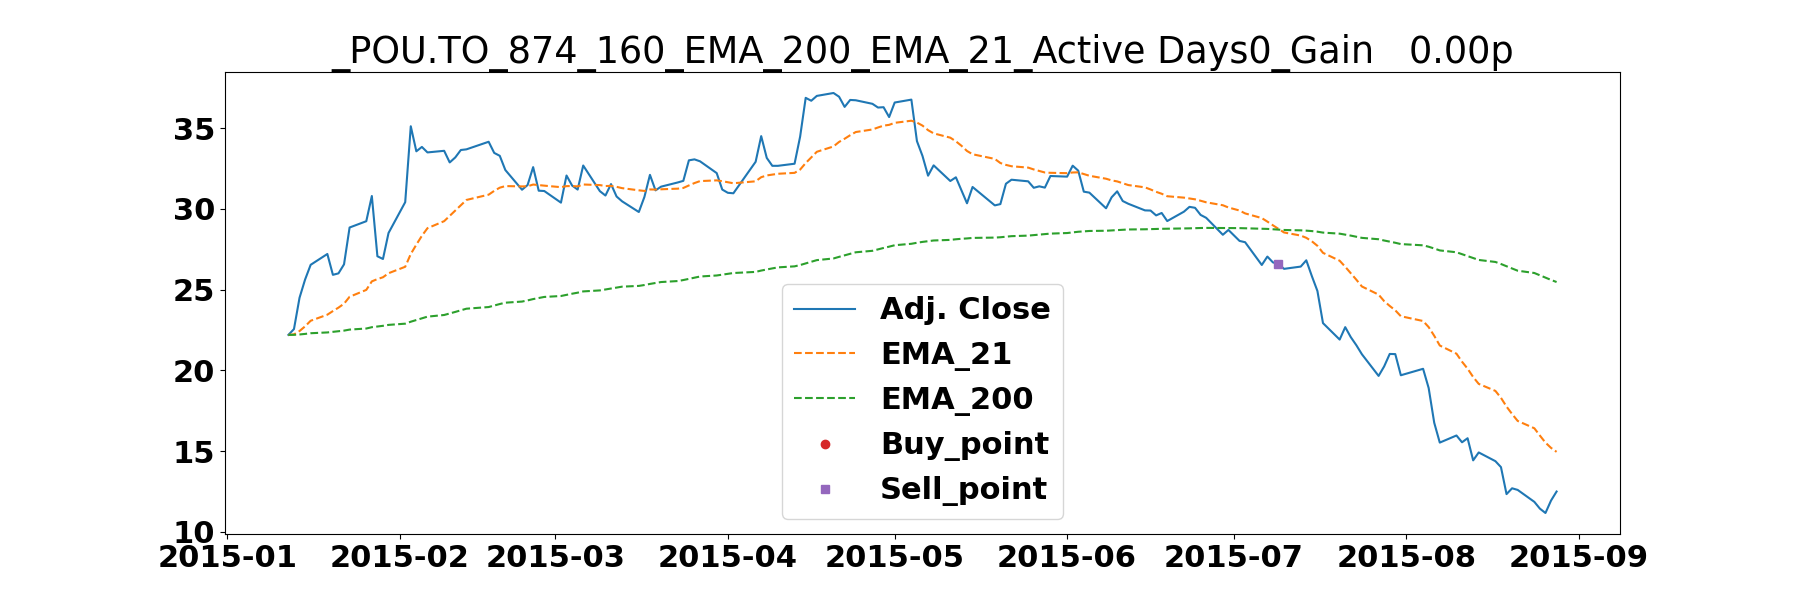 _POU.TO_874_160_EMA_200_EMA_21_Active Days0_Gain   0.00p
35
30
25
20
15
10
Adj. Close
EMA_21
EMA_200
Buy_point
Sell_point
2015-01 2015-02 2015-03 2015-04 2015-05 2015-06 2015-07 2015-08 2015-09